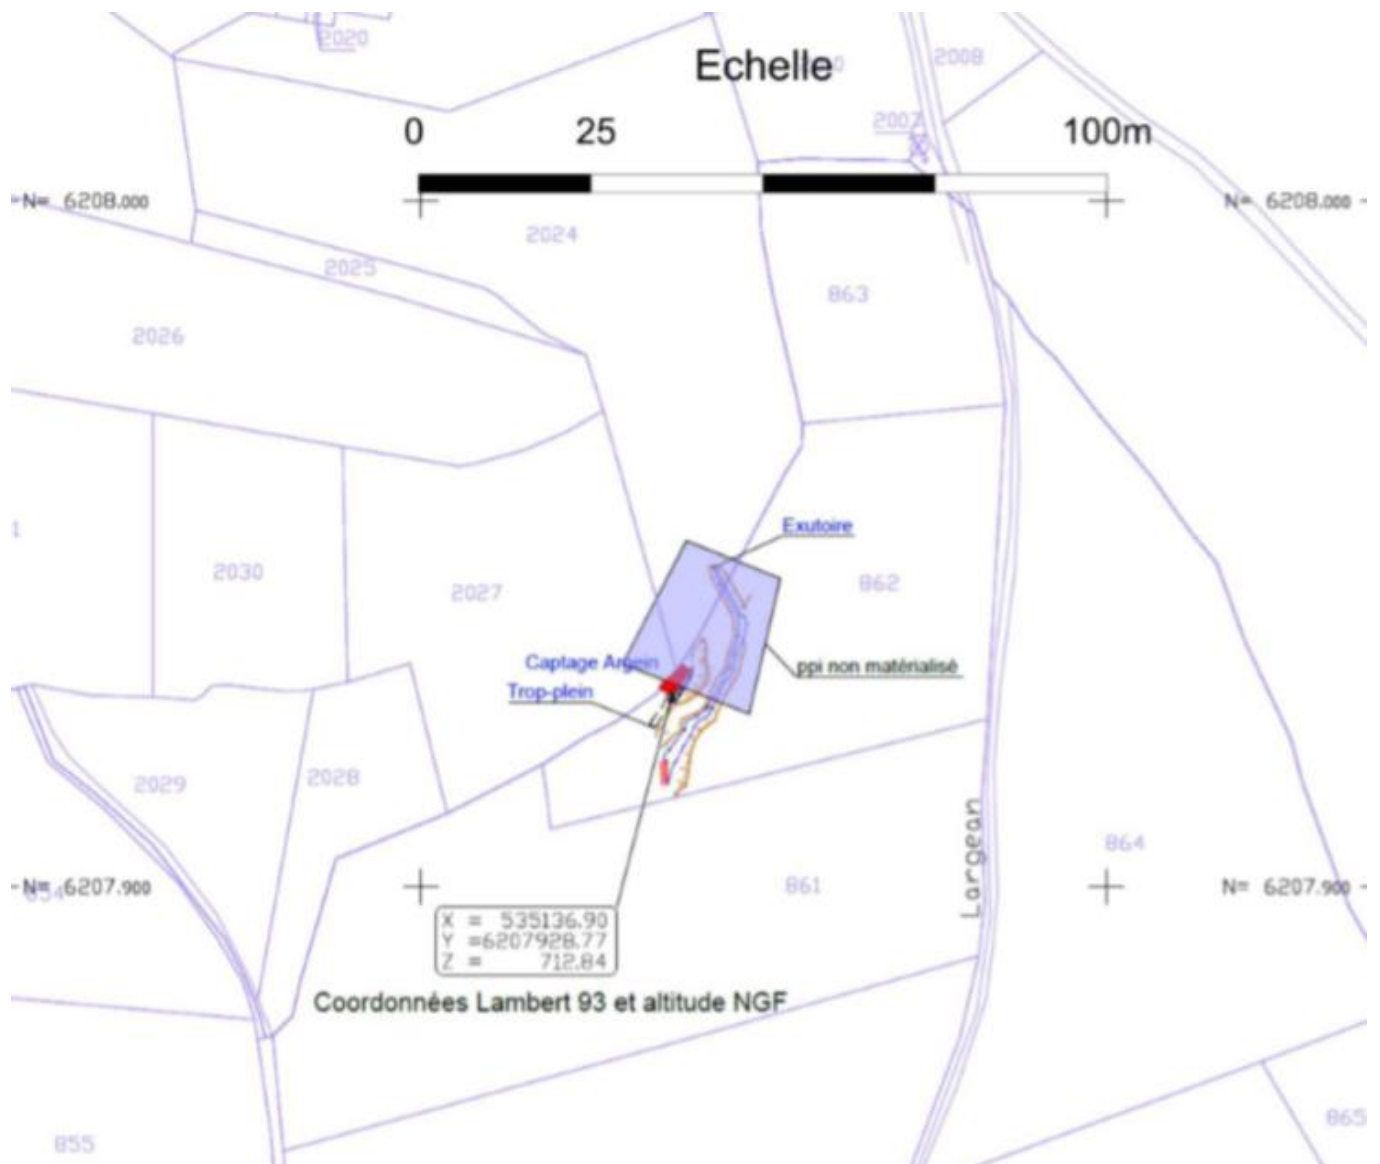 2020
Echelle
2008
2007
0 25 100m
N= 6208.000
N= 6208.000
2024
2025
863
2026
Exutoire
2030
2027
862
Captage Argein
ppi non matérialisé
Trop-plein
2029
2028
Largean
864
N= 6207.900
861
N= 6207.900
X = 535136.90
Y =6207928.77
Z = 712.84
Coordonnées Lambert 93 et altitude NGF
855
865